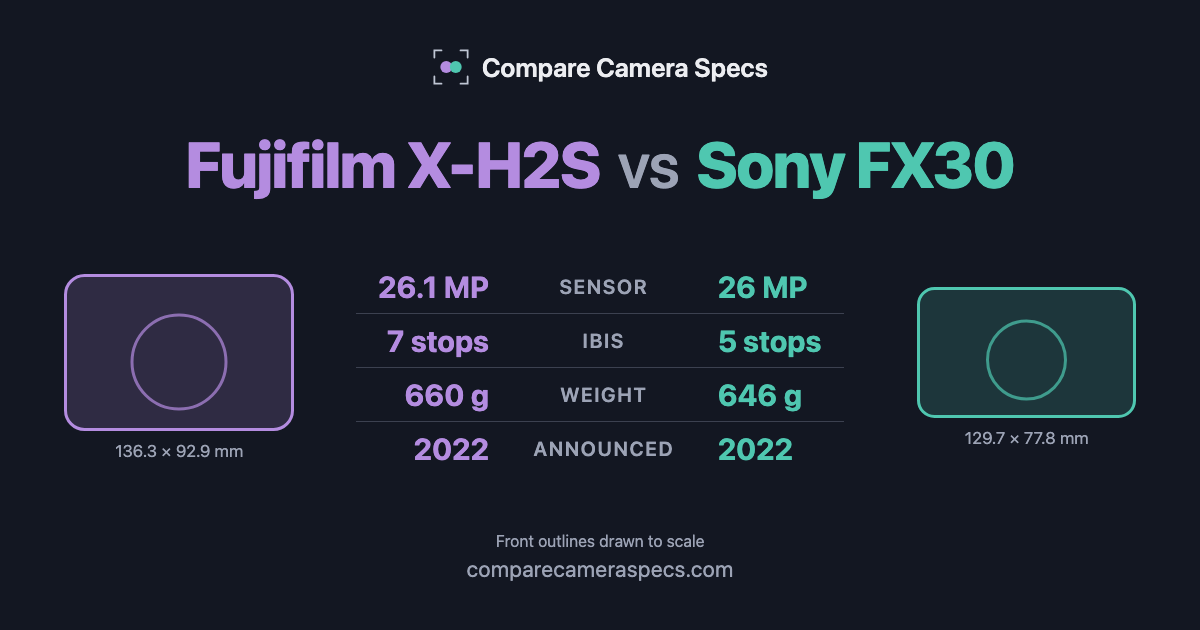 Compare Camera Specs
Fujifilm X-H2S vs Sony FX30
26.1 MP SENSOR 26 MP
7 stops IBIS 5 stops
660 g WEIGHT 646 g
2022 ANNOUNCED 2022
136.3 × 92.9 mm
129.7 × 77.8 mm
Front outlines drawn to scale
comparecameraspecs.com